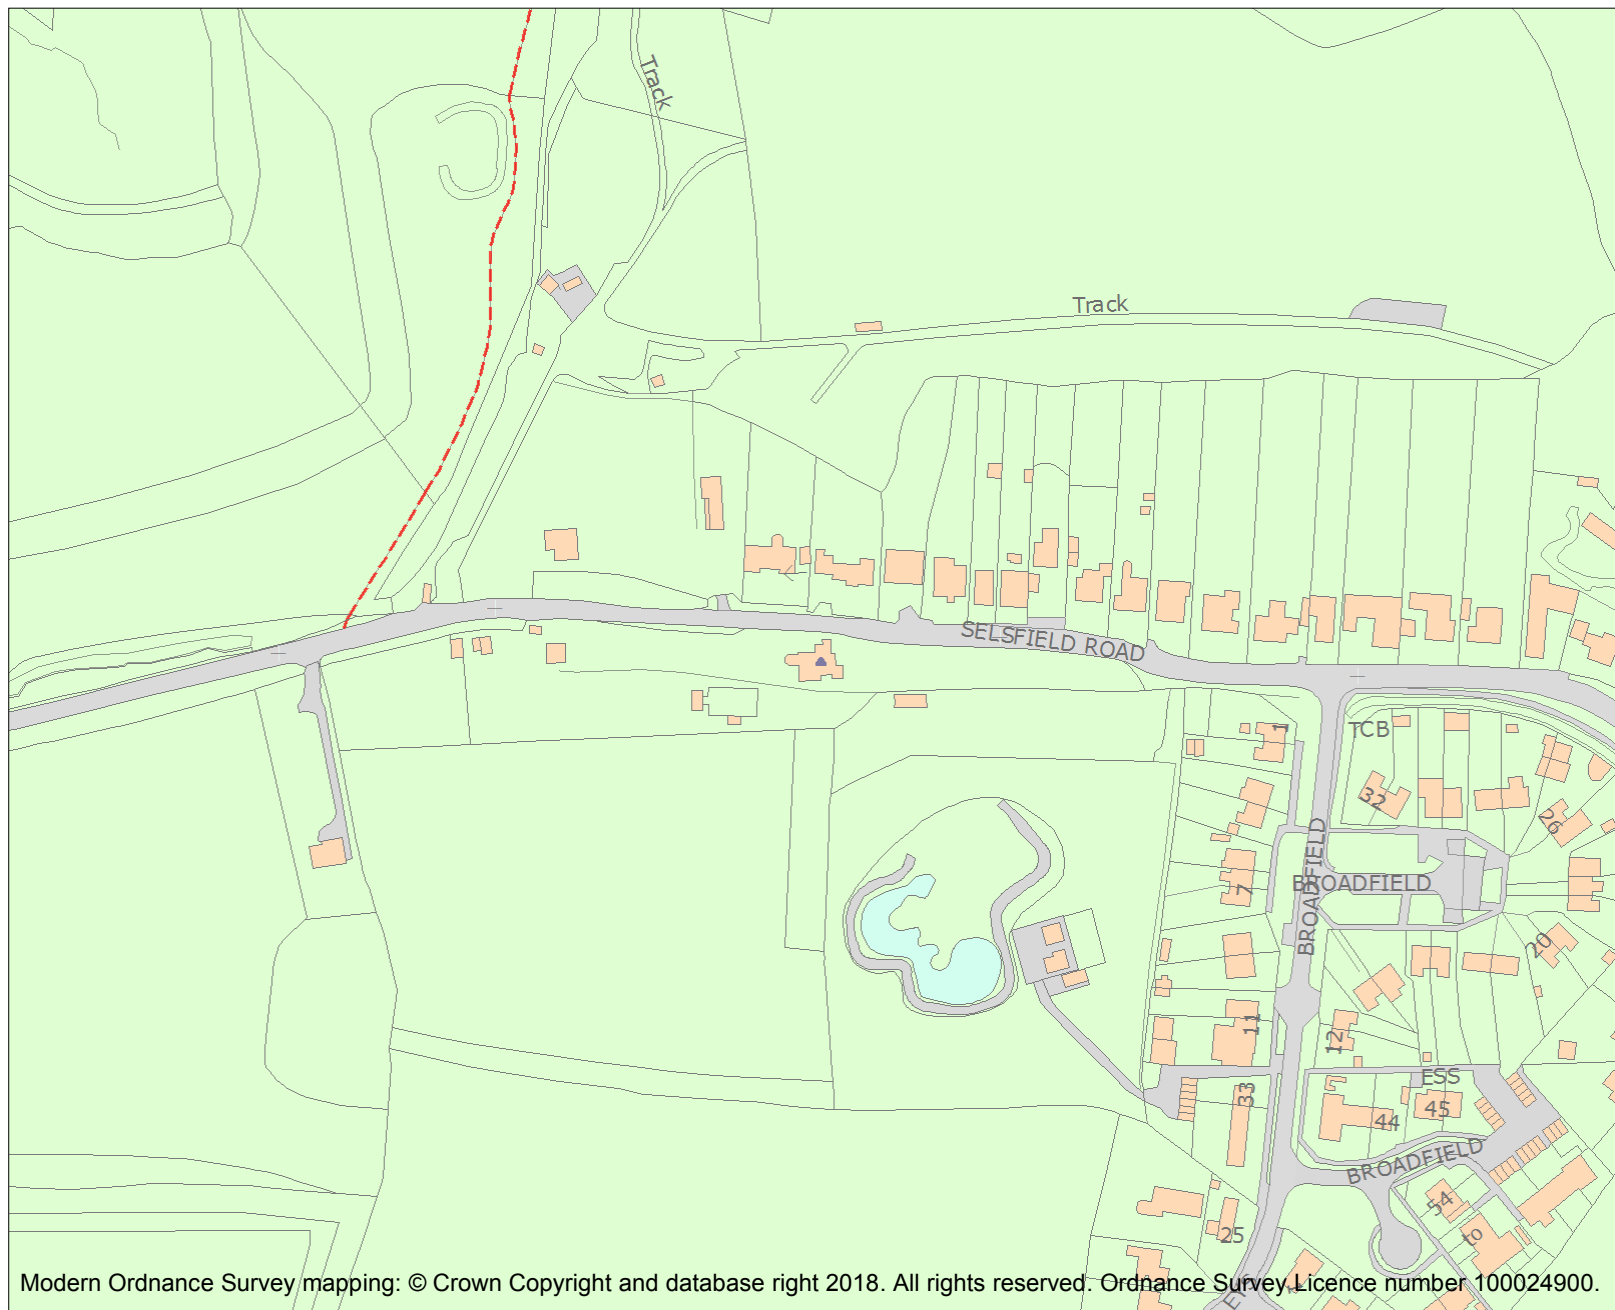 Track
Track
SELSFIELD ROAD
1
TCB
32
26
BROADFIELD
BROADFIELD
7
20
11
12
ESS
33
45
44
BROADFIELD
54
to
25
Modern Ordnance Survey mapping: © Crown Copyright and database right 2018. All rights reserved. Ordnance Survey Licence number 100024900.